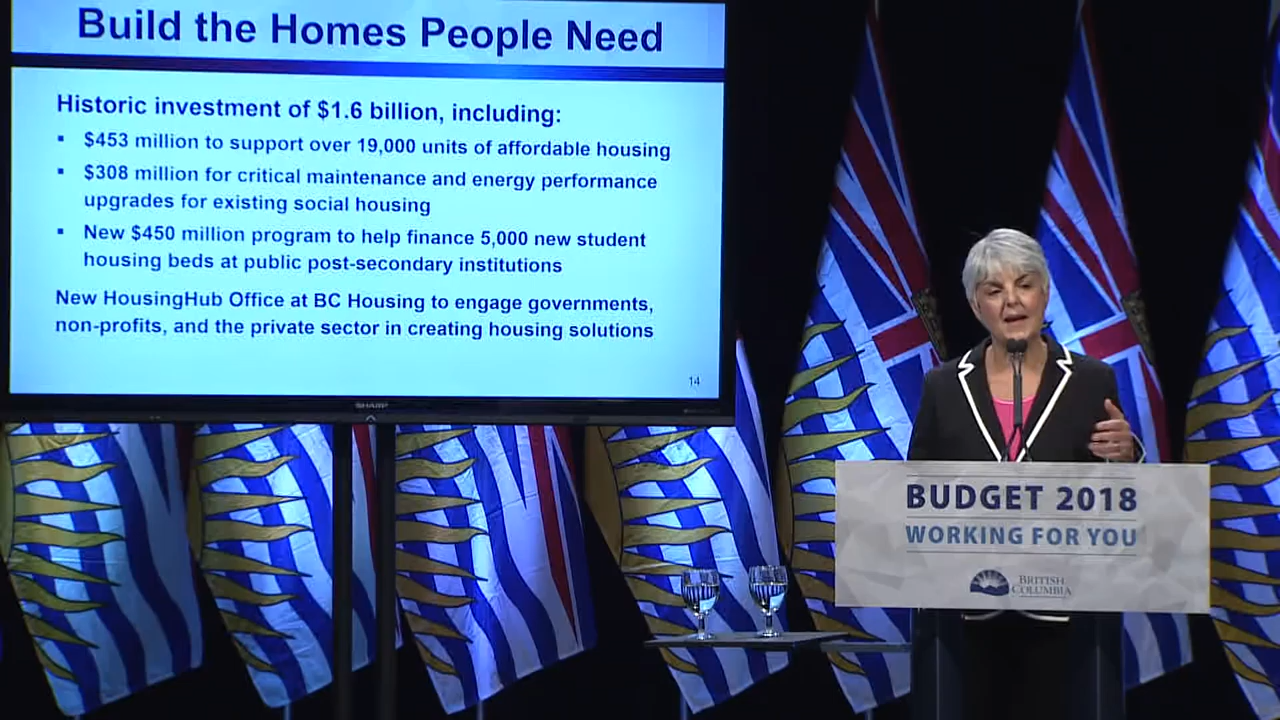 Build the Homes People Need
Historic investment of $1.6 billion, including:
▪ $453 million to support over 19,000 units of affordable housing
▪ $308 million for critical maintenance and energy performance
upgrades for existing social housing
▪ New $450 million program to help finance 5,000 new student
housing beds at public post-secondary institutions
New HousingHub Office at BC Housing to engage governments,
non-profits, and the private sector in creating housing solutions
14
SHARP
BUDGET 2018
WORKING FOR YOU
BRITISH
COLUMBIA